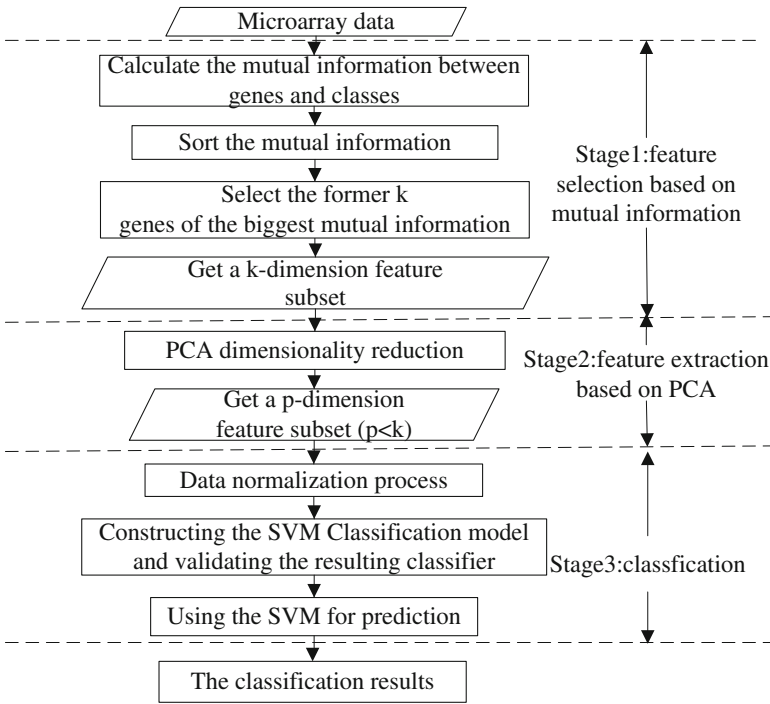 Microarray data
Calculate the mutual information between
genes and classes
Sort the mutual information
Select the former k
genes of the biggest mutual information
Get a k-dimension feature
subset
Stage1:feature
selection based on
mutual information
PCA dimensionality reduction
Get a p-dimension
feature subset (p<k)
Stage2:feature extraction
based on PCA
Data normalization process
Constructing the SVM Classification model
and validating the resulting classifier
Using the SVM for prediction
Stage3:classfication
The classification results